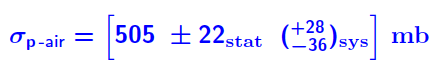 σp-air = [505 ±22stat (+28 −36)sys] mb